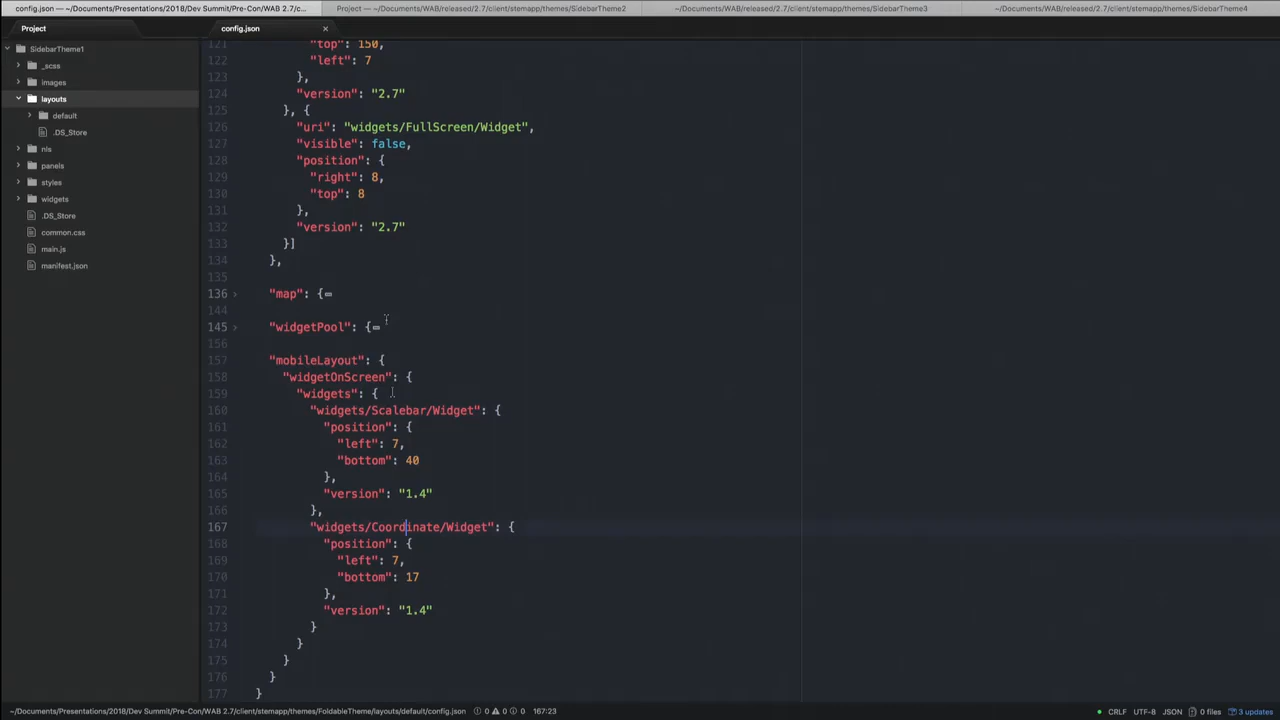 config.json — ~/Documents/Presentations/2018/Dev Summit/Pre-Con/WAB 2.7/c... Project — ~/Documents/WAB/released/2.7/client/stemapp/themes/SidebarTheme2 ~/Documents/WAB/released/2.7/client/stemapp/themes/SidebarTheme3 ~/Documents/WAB/released/2.7/client/stemapp/themes/SidebarTheme4
Project
SidebarTheme1
_scss
images
layouts
default
.DS_Store
nls
panels
styles
widgets
.DS_Store
common.css
main.js
manifest.json
config.json ×
121 "top": 150,
122 "left": 7
123 },
124 "version": "2.7"
125 }, {
126 "uri": "widgets/FullScreen/Widget",
127 "visible": false,
128 "position": {
129 "right": 8,
130 "top": 8
131 },
132 "version": "2.7"
133 }]
134 },
135
136 "map": {
144
145 "widgetPool": {
156
157 "mobileLayout": {
158 "widgetOnScreen": {
159 "widgets": {
160 "widgets/Scalebar/Widget": {
161 "position": {
162 "left": 7,
163 "bottom": 40
164 },
165 "version": "1.4"
166 },
167 "widgets/Coordinate/Widget": {
168 "position": {
169 "left": 7,
170 "bottom": 17
171 },
172 "version": "1.4"
173 }
174 }
175 }
176 }
177 }
~/Documents/Presentations/2018/Dev Summit/Pre-Con/WAB 2.7/client/stemapp/themes/FoldableTheme/layouts/default/config.json 0 0 0 167:23 CRLF UTF-8 JSON 0 files 3 updates